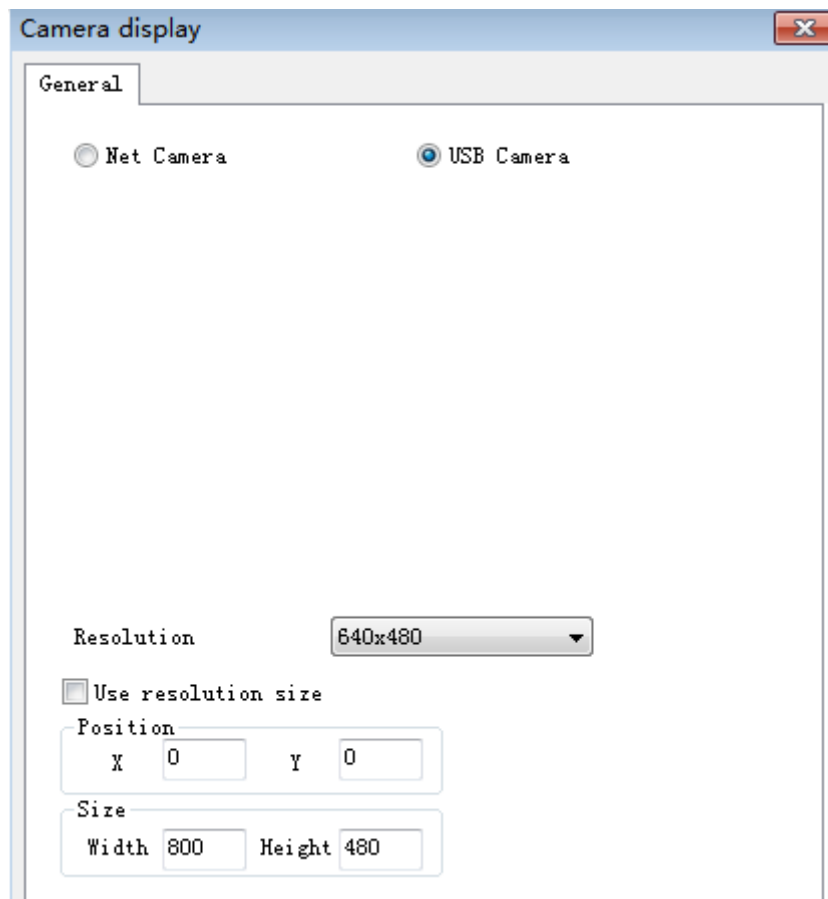 Camera display
General
Net Camera USB Camera
Resolution 640x480
Use resolution size
Position
X 0 Y 0
Size
Width 800 Height 480